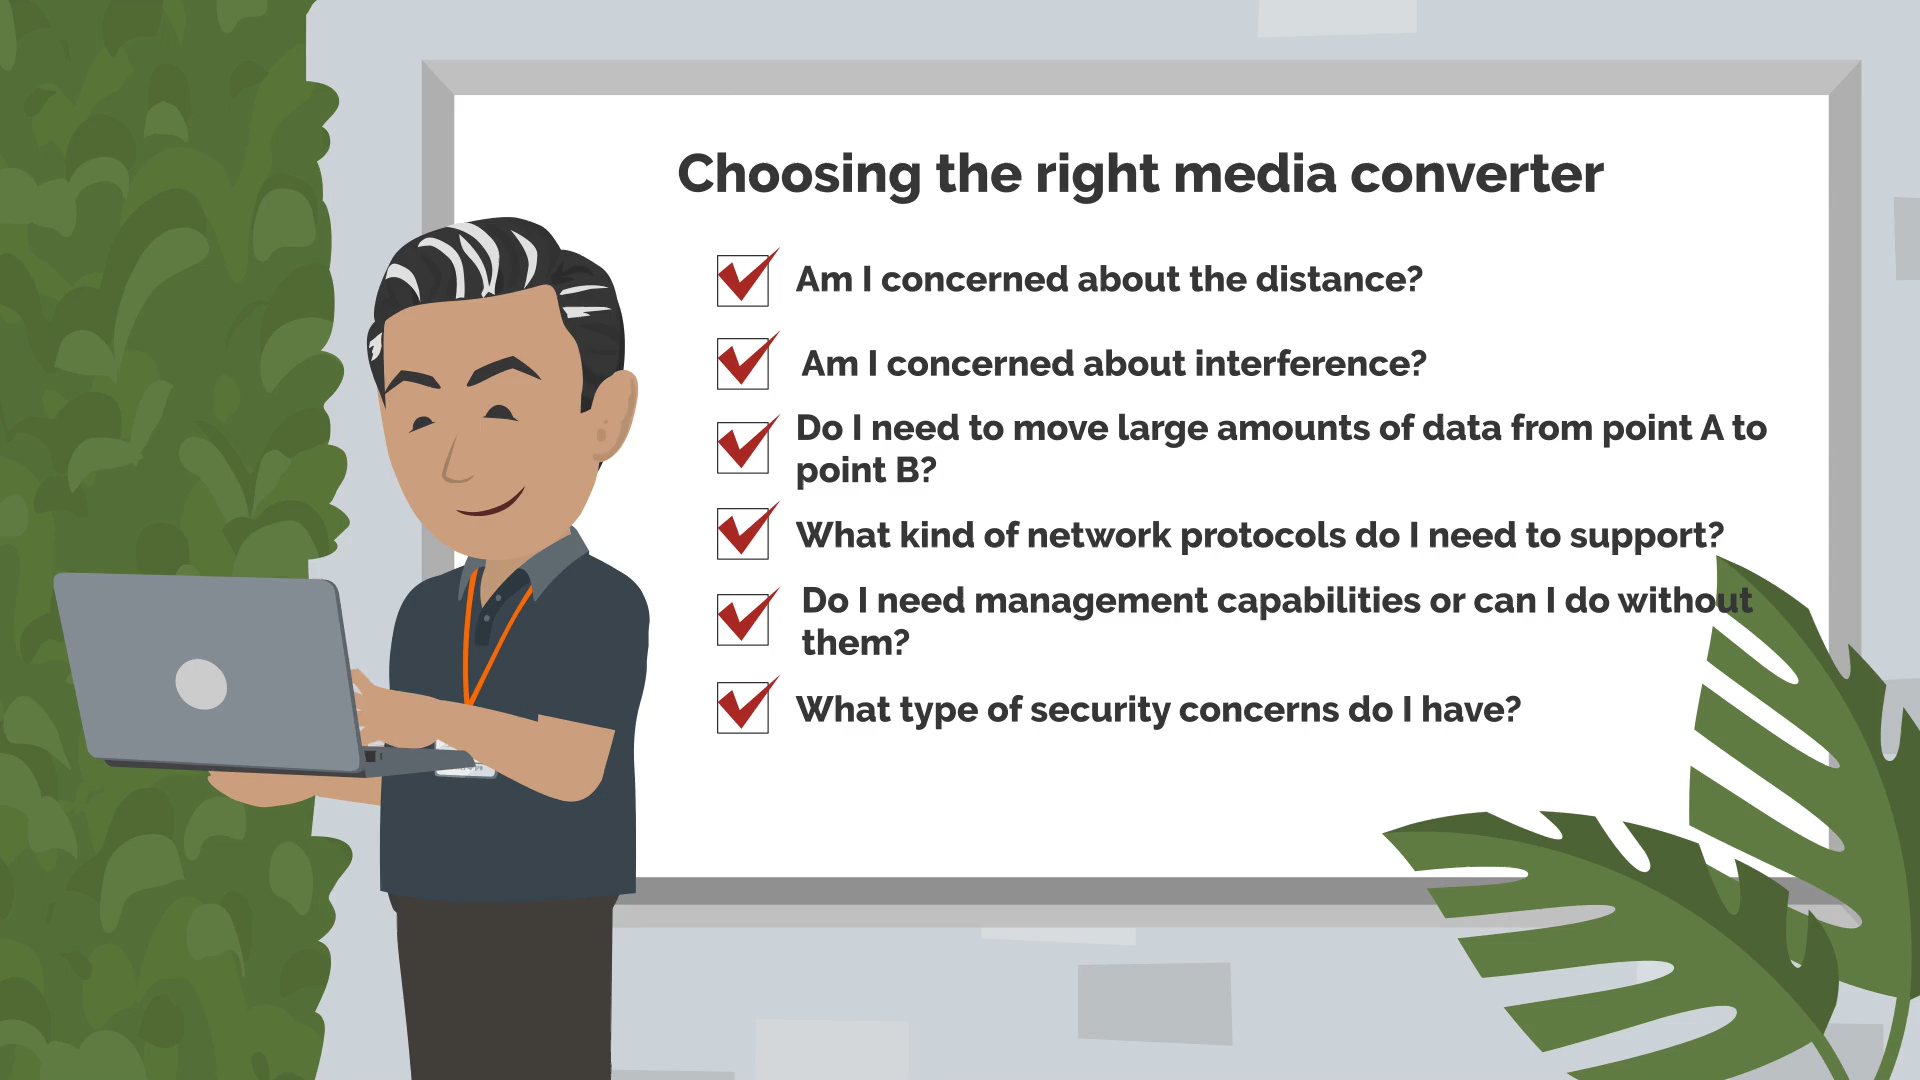 Choosing the right media converter
Am I concerned about the distance?
Am I concerned about interference?
Do I need to move large amounts of data from point A to
point B?
What kind of network protocols do I need to support?
Do I need management capabilities or can I do without
them?
What type of security concerns do I have?